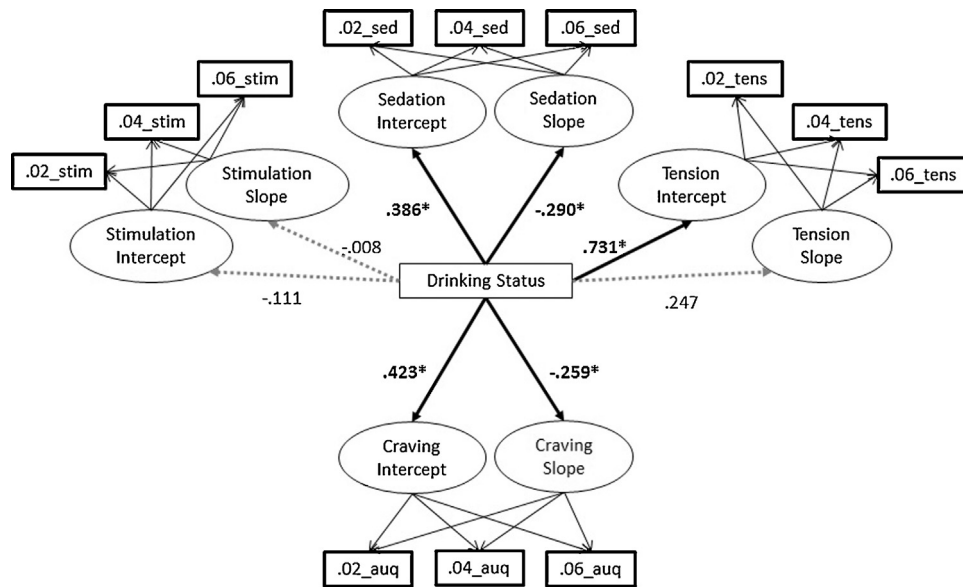 .02_sed
.04_sed
.06_sed
.06_stim
.04_stim
.02_stim
.02_tens
.04_tens
.06_tens
Sedation
Intercept
Sedation
Slope
Stimulation
Slope
Stimulation
Intercept
Tension
Intercept
Tension
Slope
.386*
-.290*
-.008
.731*
-.111
Drinking Status
.247
.423*
-.259*
Craving
Intercept
Craving
Slope
.02_auq
.04_auq
.06_auq